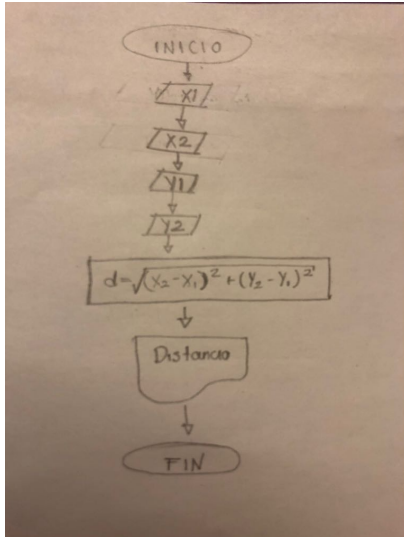 INICIO
X1
X2
Y1
Y2
d=√(X₂-X₁)²+(Y₂-Y₁)²
Distancia
FIN